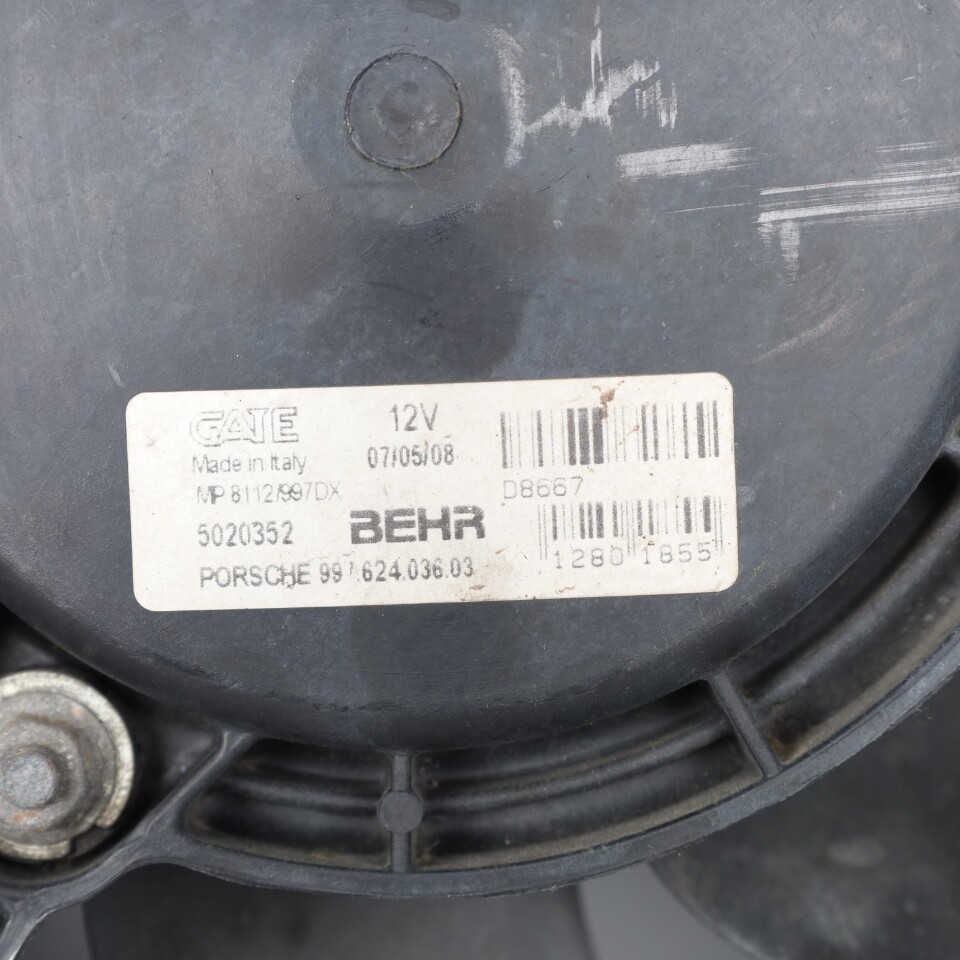 GATE 12V
Made in Italy 07/05/08
MP 8112/997DX D8667
5020352 BEHR
PORSCHE 997.624.036.03 1280 1855